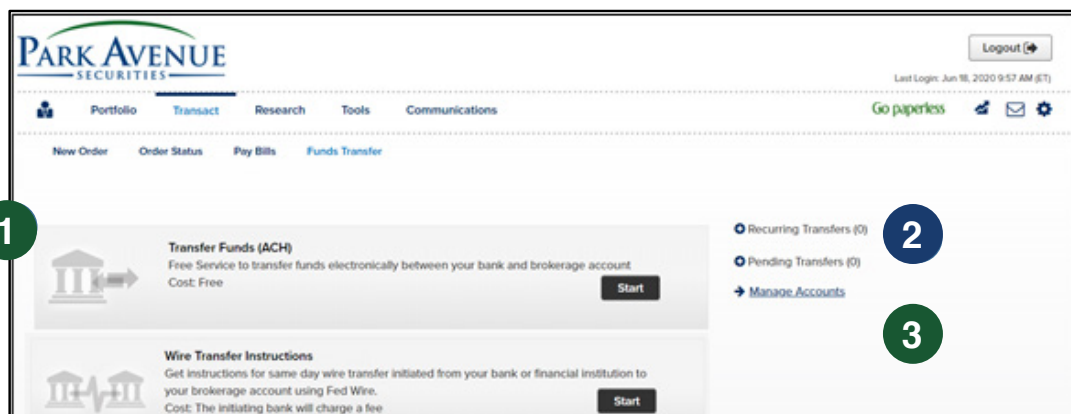 PARK AVENUE
SECURITIES
Logout
Last Login: Jun 18, 2020 9:57 AM (ET)
Portfolio Transact Research Tools Communications Go paperless
New Order Order Status Pay Bills Funds Transfer
1
Transfer Funds (ACH)
Free Service to transfer funds electronically between your bank and brokerage account
Cost: Free
Start
Recurring Transfers (0)
2
Pending Transfers (0)
Manage Accounts
3
Wire Transfer Instructions
Get instructions for same day wire transfer initiated from your bank or financial institution to
your brokerage account using Fed Wire.
Cost: The initiating bank will charge a fee
Start